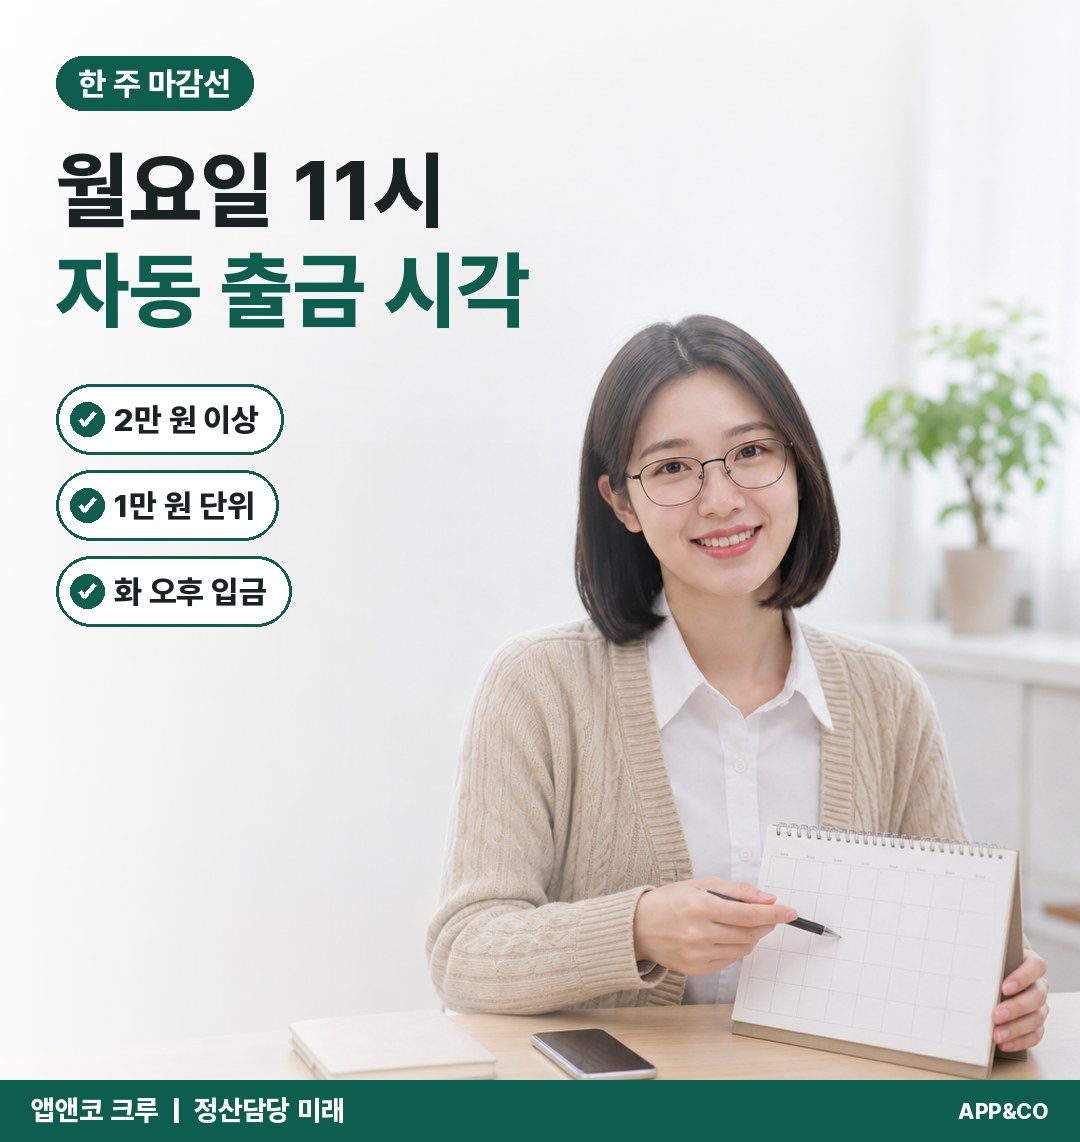 한 주 마감선
월요일 11시
자동 출금 시각
2만 원 이상
1만 원 단위
화 오후 입금
앱앤코 크루 | 정산담당 미래
APP&CO